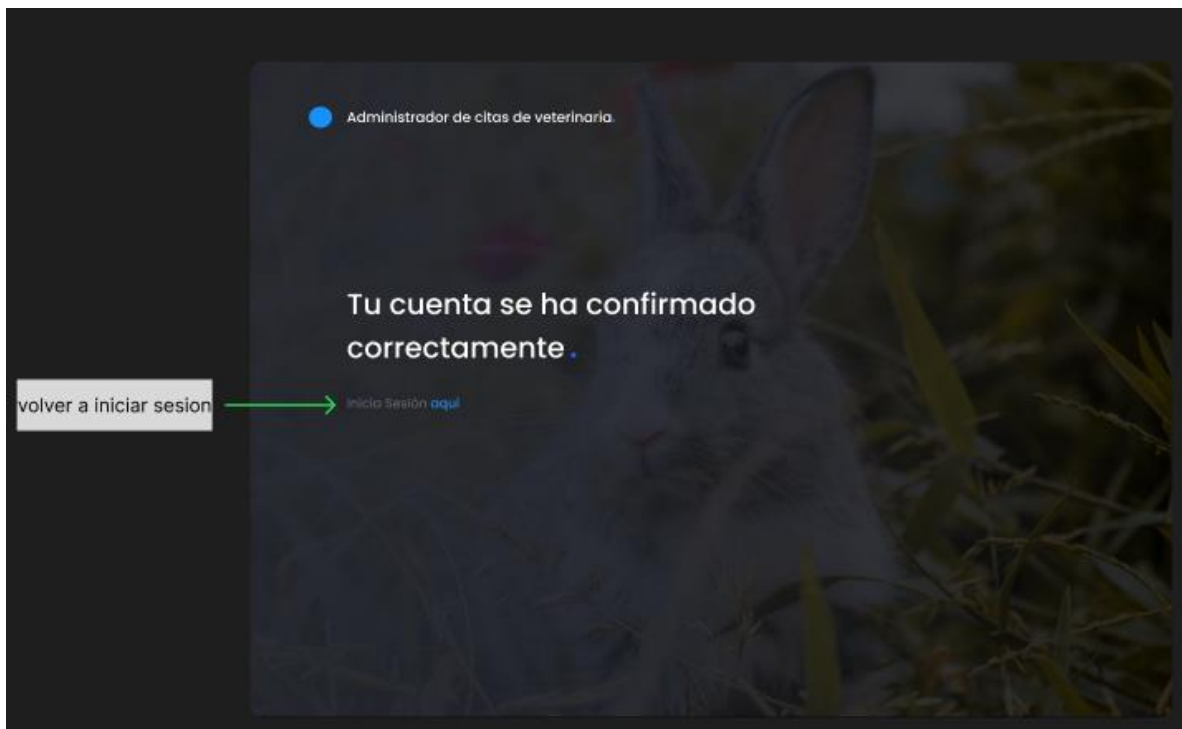 Administrador de citas de veterinaria.
Tu cuenta se ha confirmado
correctamente.
volver a iniciar sesion
Inicia Sesión aquí